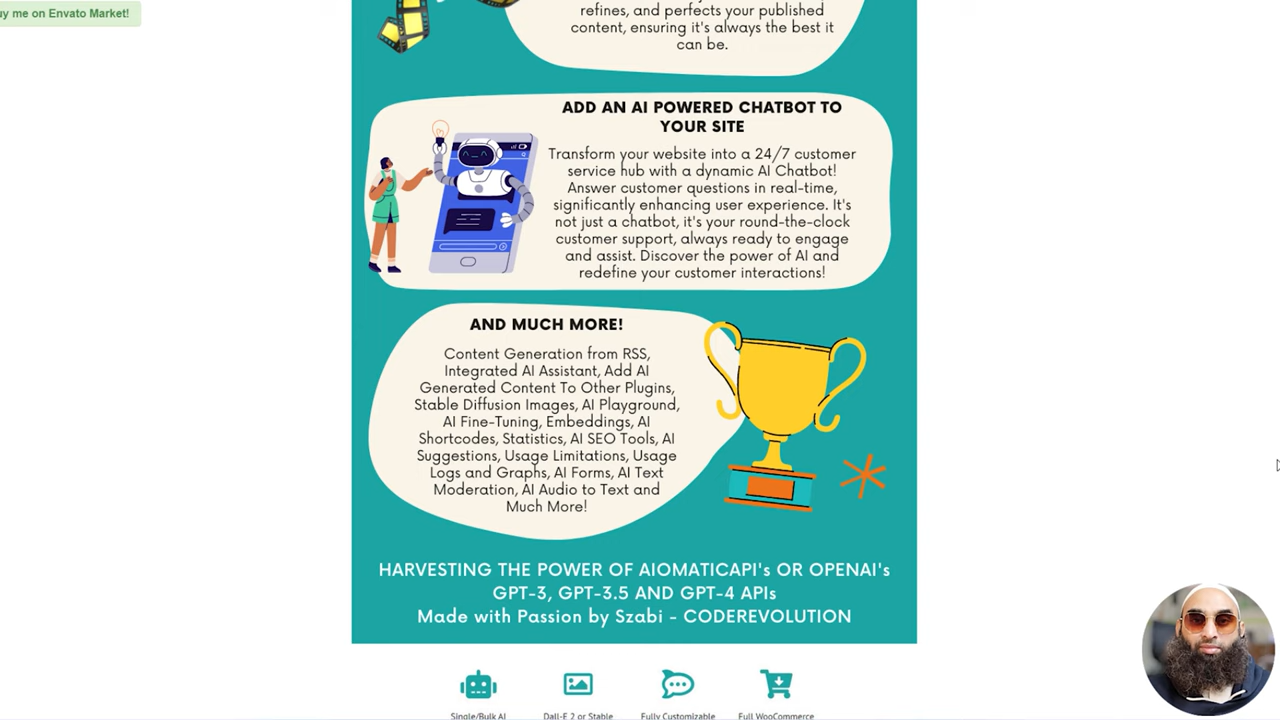 uy me on Envato Market!
refines, and perfects your published
content, ensuring it's always the best it
can be.
ADD AN AI POWERED CHATBOT TO
YOUR SITE
Transform your website into a 24/7 customer
service hub with a dynamic AI Chatbot!
Answer customer questions in real-time,
significantly enhancing user experience. It's
not just a chatbot, it's your round-the-clock
customer support, always ready to engage
and assist. Discover the power of AI and
redefine your customer interactions!
AND MUCH MORE!
Content Generation from RSS,
Integrated AI Assistant, Add AI
Generated Content To Other Plugins,
Stable Diffusion Images, AI Playground,
AI Fine-Tuning, Embeddings, AI
Shortcodes, Statistics, AI SEO Tools, AI
Suggestions, Usage Limitations, Usage
Logs and Graphs, AI Forms, AI Text
Moderation, AI Audio to Text and
Much More!
HARVESTING THE POWER OF AIOMATICAPI's OR OPENAI's
GPT-3, GPT-3.5 AND GPT-4 APIs
Made with Passion by Szabi - CODEREVOLUTION
Single/Bulk AI
Dall-E 2 or Stable
Fully Customizable
Full WooCommerce